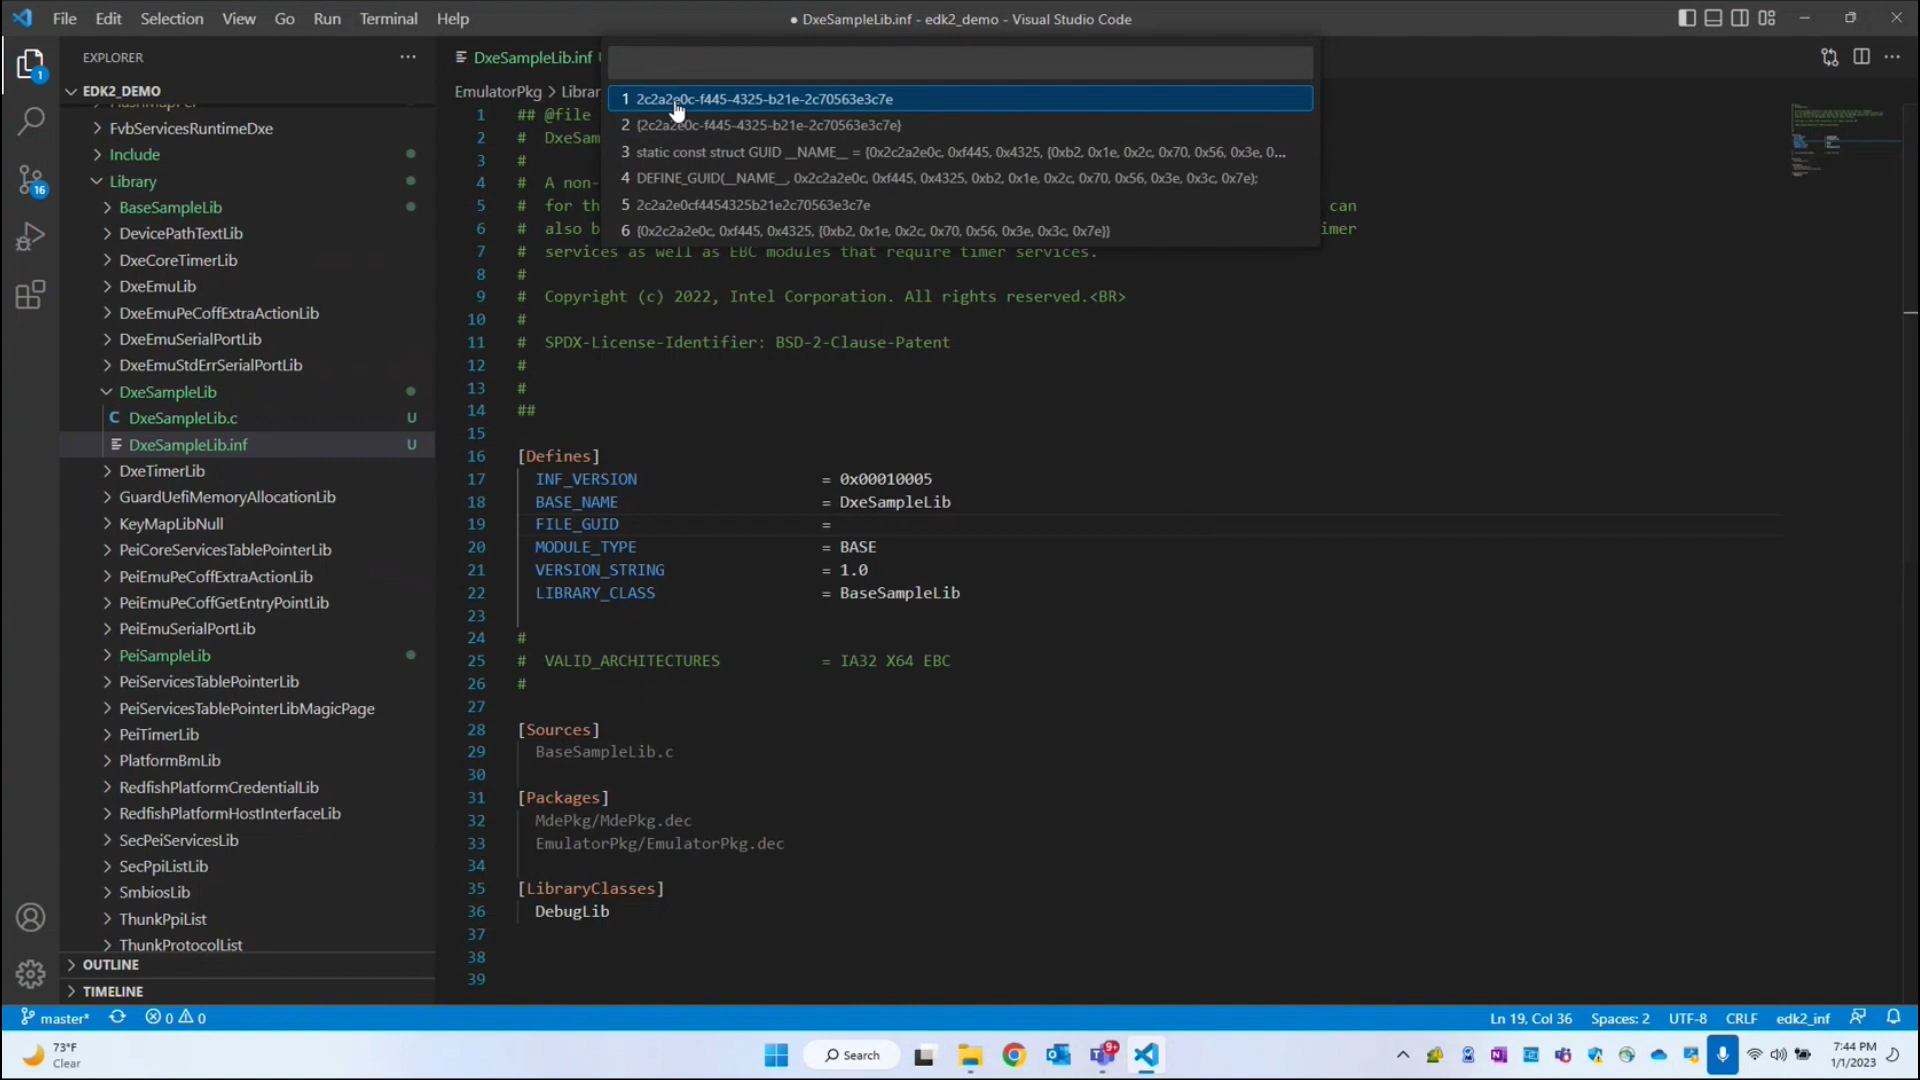 File Edit Selection View Go Run Terminal Help
● DxeSampleLib.inf - edk2_demo - Visual Studio Code
EXPLORER
EDK2_DEMO
FvbServicesRuntimeDxe
Include
Library
BaseSampleLib
DevicePathTextLib
DxeCoreTimerLib
DxeEmuLib
DxeEmuPeCoffExtraActionLib
DxeEmuSerialPortLib
DxeEmuStdErrSerialPortLib
DxeSampleLib
C DxeSampleLib.c U
DxeSampleLib.inf U
DxeTimerLib
GuardUefiMemoryAllocationLib
KeyMapLibNull
PeiCoreServicesTablePointerLib
PeiEmuPeCoffExtraActionLib
PeiEmuPeCoffGetEntryPointLib
PeiEmuSerialPortLib
PeiSampleLib
PeiServicesTablePointerLib
PeiServicesTablePointerLibMagicPage
PeiTimerLib
PlatformBmLib
RedfishPlatformCredentialLib
RedfishPlatformHostInterfaceLib
SecPeiServicesLib
SecPpiListLib
SmbiosLib
ThunkPpiList
ThunkProtocolList
OUTLINE
TIMELINE
1
16
DxeSampleLib.inf
EmulatorPkg > Librar
1 2c2a2e0c-f445-4325-b21e-2c70563e3c7e
2 {2c2a2e0c-f445-4325-b21e-2c70563e3c7e}
3 static const struct GUID __NAME__ = {0x2c2a2e0c, 0xf445, 0x4325, {0xb2, 0x1e, 0x2c, 0x70, 0x56, 0x3e, 0...
4 DEFINE_GUID(__NAME__, 0x2c2a2e0c, 0xf445, 0x4325, 0xb2, 0x1e, 0x2c, 0x70, 0x56, 0x3e, 0x3c, 0x7e);
5 2c2a2e0cf4454325b21e2c70563e3c7e
6 {0x2c2a2e0c, 0xf445, 0x4325, {0xb2, 0x1e, 0x2c, 0x70, 0x56, 0x3e, 0x3c, 0x7e}}
1 ## @file
2 # DxeSam
3 #
4 # A non-
5 # for th can
6 # also b imer
7 # services as well as EBC modules that require timer services.
8 #
9 # Copyright (c) 2022, Intel Corporation. All rights reserved.<BR>
10 #
11 # SPDX-License-Identifier: BSD-2-Clause-Patent
12 #
13 #
14 ##
15
16 [Defines]
17 INF_VERSION = 0x00010005
18 BASE_NAME = DxeSampleLib
19 FILE_GUID =
20 MODULE_TYPE = BASE
21 VERSION_STRING = 1.0
22 LIBRARY_CLASS = BaseSampleLib
23
24 #
25 # VALID_ARCHITECTURES = IA32 X64 EBC
26 #
27
28 [Sources]
29 BaseSampleLib.c
30
31 [Packages]
32 MdePkg/MdePkg.dec
33 EmulatorPkg/EmulatorPkg.dec
34
35 [LibraryClasses]
36 DebugLib
37
38
39
master* 0 0 Ln 19, Col 36 Spaces: 2 UTF-8 CRLF edk2_inf
73°F
Clear
Search
9+
7:44 PM
1/1/2023